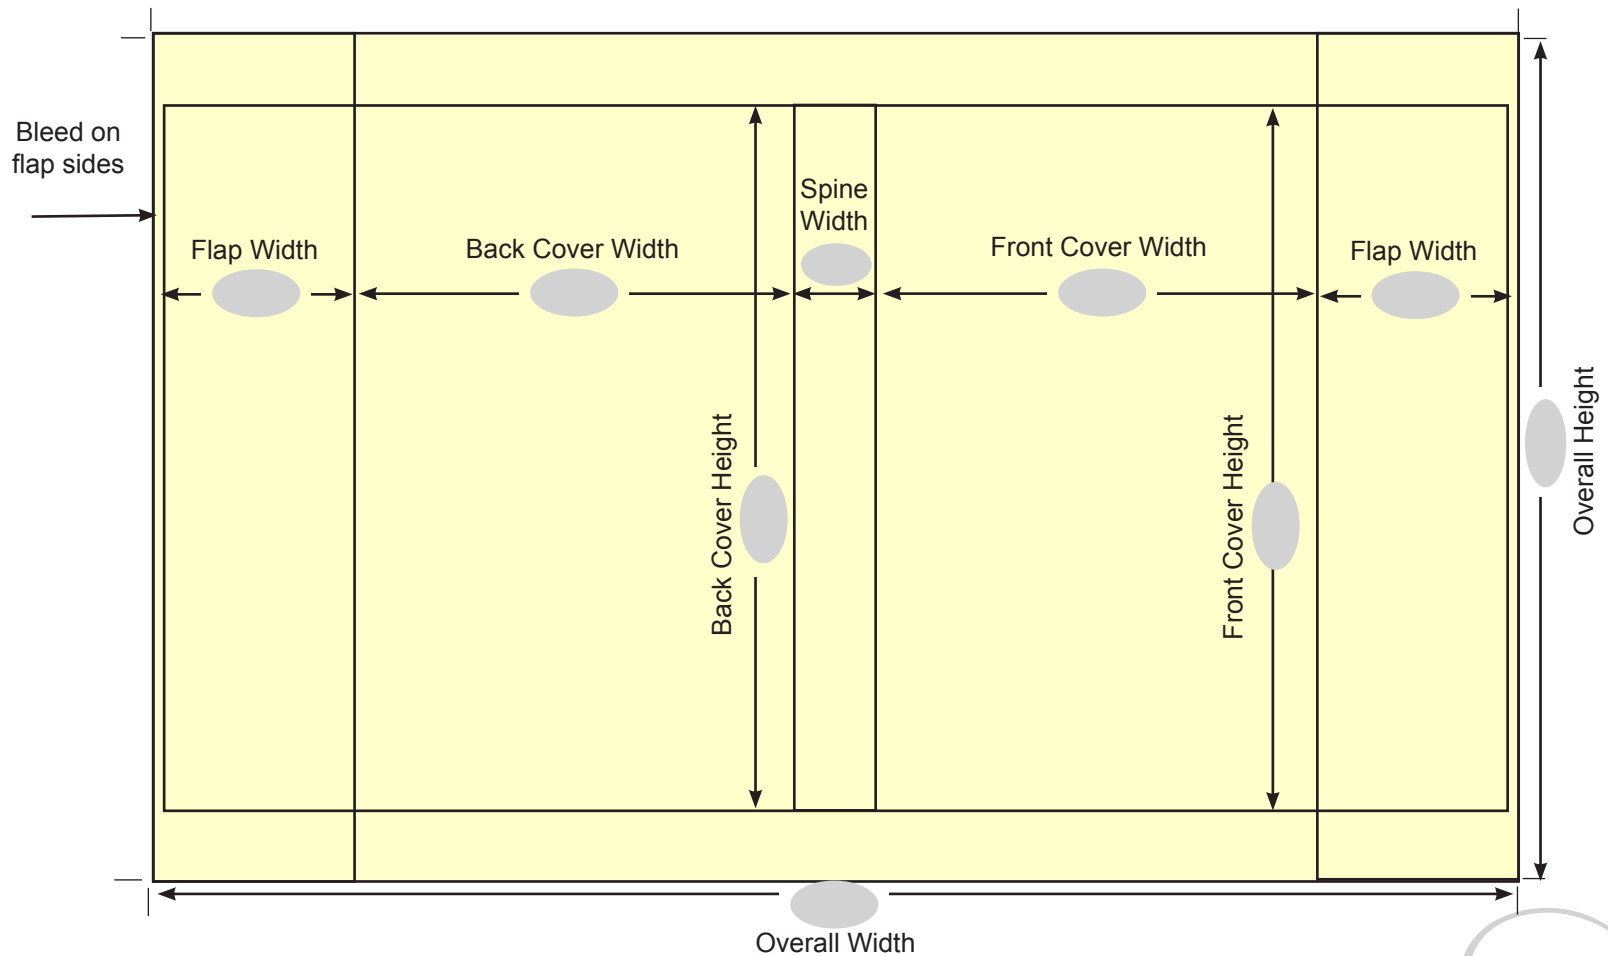 Bleed on
flap sides
Spine
Width
Flap Width
Back Cover Width
Front Cover Width
Flap Width
Back Cover Height
Front Cover Height
Overall Height
Overall Width